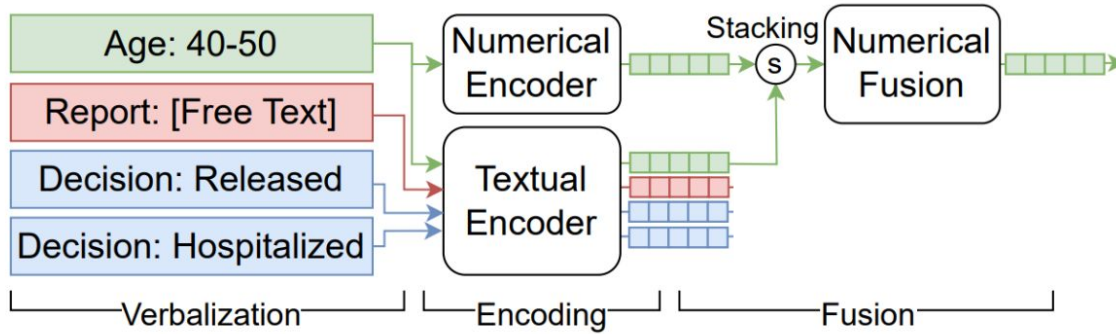 Age: 40-50
Report: [Free Text]
Decision: Released
Decision: Hospitalized
Numerical
Encoder
Textual
Encoder
Stacking
s
Numerical
Fusion
Verbalization
Encoding
Fusion